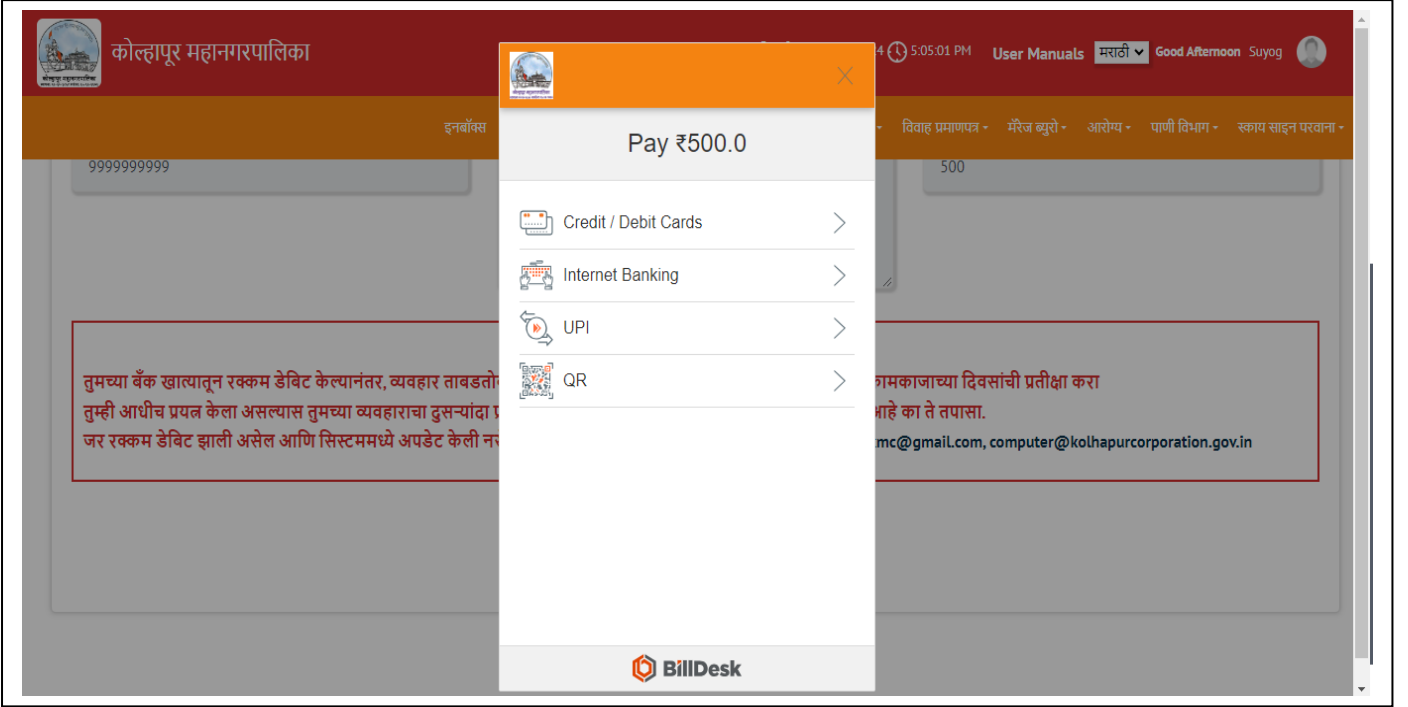 कोल्हापूर महानगरपालिका
4 5:05:01 PM User Manuals मराठी Good Afternoon Suyog
इनबॉक्स विवाह प्रमाणपत्र - मॅरेज ब्युरो - आरोग्य - पाणी विभाग - स्काय साइन परवाना -
9999999999
500
Pay ₹500.0
Credit / Debit Cards
Internet Banking
UPI
QR
तुमच्या बँक खात्यातून रक्कम डेबिट केल्यानंतर, व्यवहार ताबडतो कामकाजाच्या दिवसांची प्रतीक्षा करा
तुम्ही आधीच प्रयत्न केला असल्यास तुमच्या व्यवहाराचा दुसऱ्यांदा आहे का ते तपासा.
जर रक्कम डेबिट झाली असेल आणि सिस्टममध्ये अपडेट केली mc@gmail.com, computer@kolhapurcorporation.gov.in
BillDesk